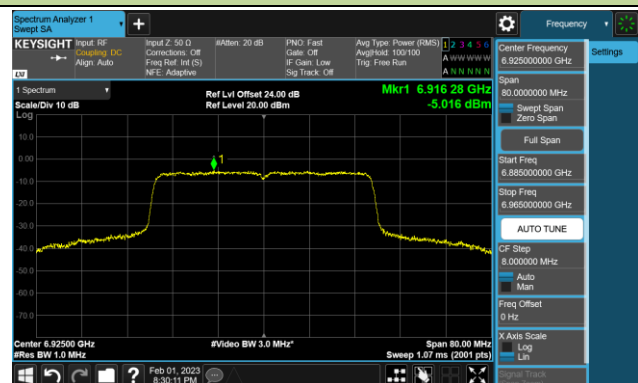 Spectrum Analyzer 1
Swept SA
Frequency
KEYSIGHT
Input: RF
Coupling: DC
Align: Auto
Input Z: 50 Ω
Corrections: Off
Freq Ref: Int (S)
NFE: Adaptive
#Atten: 20 dB
PNO: Fast
Gate: Off
IF Gain: Low
Sig Track: Off
Avg Type: Power (RMS)
Avg|Hold: 100/100
Trig: Free Run
1 2 3 4 5 6
A W W W W W
A N N N N N
LXI
1 Spectrum
Scale/Div 10 dB
Log
Ref Lvl Offset 24.00 dB
Ref Level 20.00 dBm
Mkr1 6.916 28 GHz
-5.016 dBm
1
10.0
0.00
-10.0
-20.0
-30.0
-40.0
-50.0
-60.0
-70.0
Center 6.92500 GHz
#Res BW 1.0 MHz
#Video BW 3.0 MHz*
Span 80.00 MHz
Sweep 1.07 ms (2001 pts)
Center Frequency
6.925000000 GHz
Settings
Span
80.0000000 MHz
Swept Span
Zero Span
Full Span
Start Freq
6.885000000 GHz
Stop Freq
6.965000000 GHz
AUTO TUNE
CF Step
8.000000 MHz
Auto
Man
Freq Offset
0 Hz
X Axis Scale
Log
Lin
Signal Track
Feb 01, 2023
8:30:11 PM